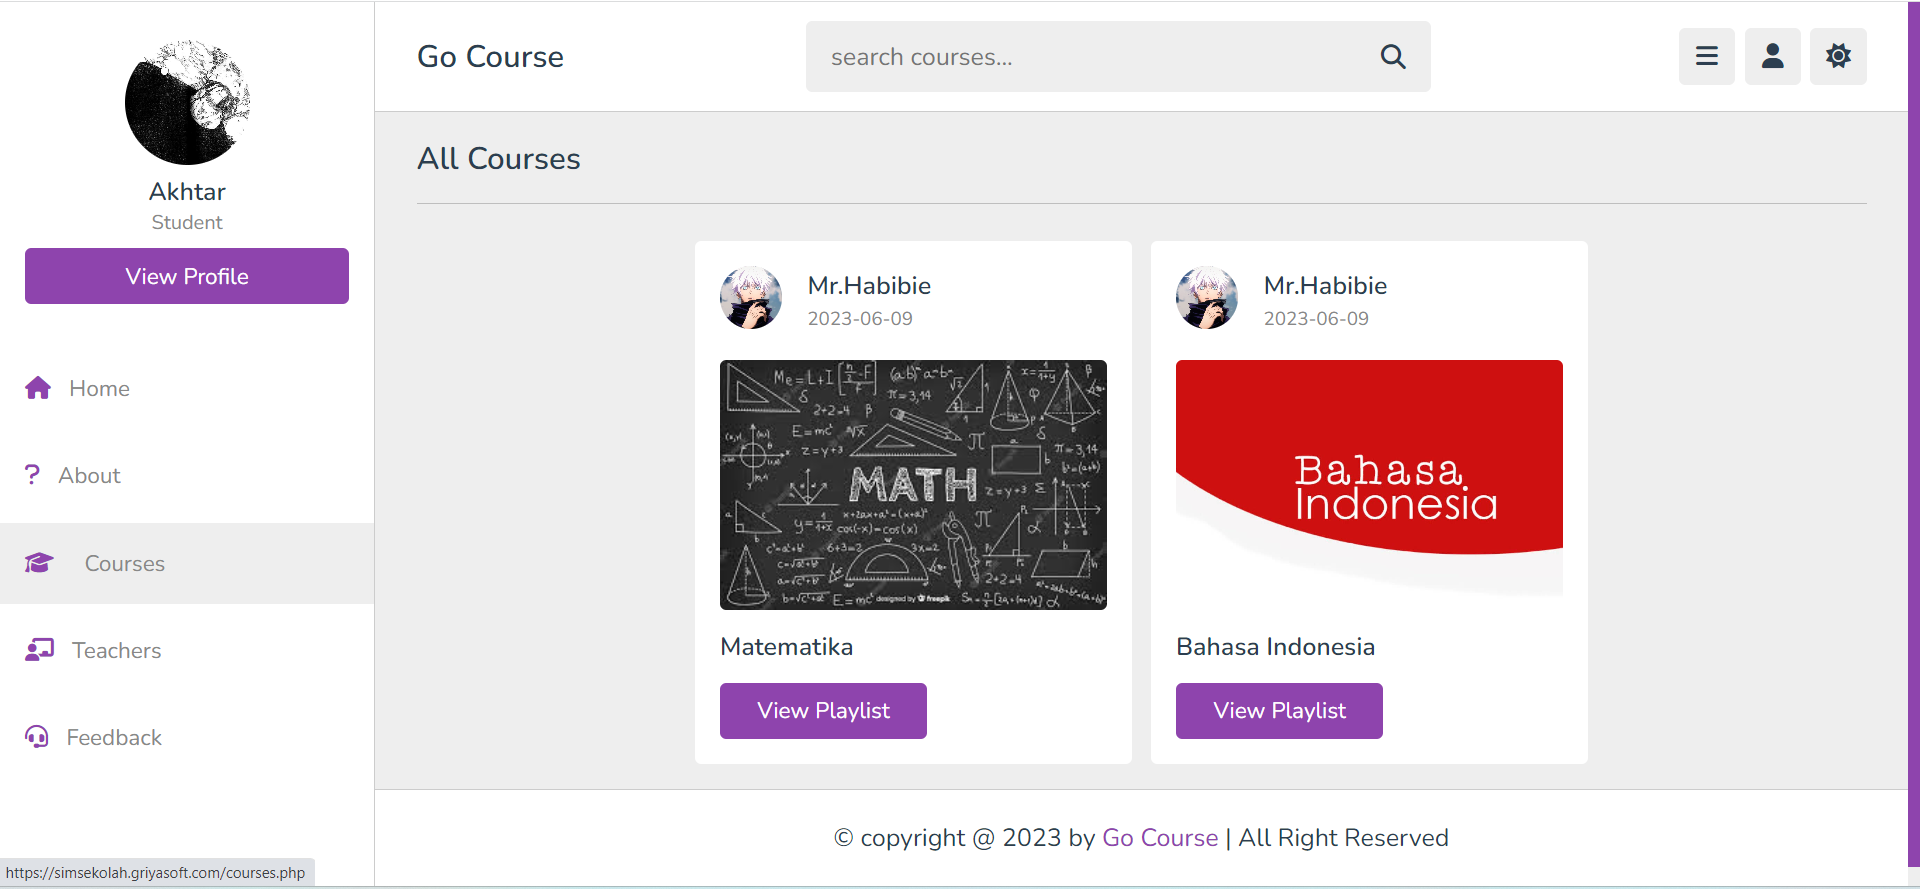 Akhtar
Student
View Profile
Home
? About
Courses
Teachers
Feedback
https://simsekolah.griyasoft.com/courses.php
Go Course
search courses...
All Courses
Mr.Habibie
2023-06-09
MATH
Matematika
View Playlist
Mr.Habibie
2023-06-09
Bahasa
Indonesia
Bahasa Indonesia
View Playlist
© copyright @ 2023 by Go Course | All Right Reserved